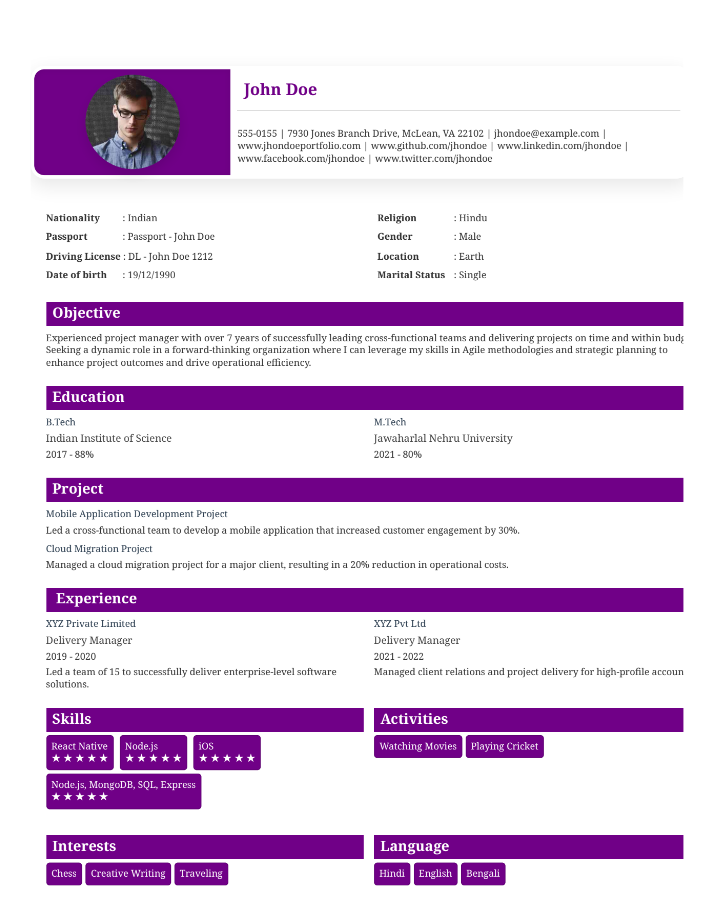 John Doe
555-0155 | 7930 Jones Branch Drive, McLean, VA 22102 | jhondoe@example.com |
www.jhondoeportfolio.com | www.github.com/jhondoe | www.linkedin.com/jhondoe |
www.facebook.com/jhondoe | www.twitter.com/jhondoe
Nationality : Indian
Passport : Passport - John Doe
Driving License : DL - John Doe 1212
Date of birth : 19/12/1990
Religion : Hindu
Gender : Male
Location : Earth
Marital Status : Single
Objective
Experienced project manager with over 7 years of successfully leading cross-functional teams and delivering projects on time and within budg
Seeking a dynamic role in a forward-thinking organization where I can leverage my skills in Agile methodologies and strategic planning to
enhance project outcomes and drive operational efficiency.
Education
B.Tech
Indian Institute of Science
2017 - 88%
M.Tech
Jawaharlal Nehru University
2021 - 80%
Project
Mobile Application Development Project
Led a cross-functional team to develop a mobile application that increased customer engagement by 30%.
Cloud Migration Project
Managed a cloud migration project for a major client, resulting in a 20% reduction in operational costs.
Experience
XYZ Private Limited
Delivery Manager
2019 - 2020
Led a team of 15 to successfully deliver enterprise-level software
solutions.
XYZ Pvt Ltd
Delivery Manager
2021 - 2022
Managed client relations and project delivery for high-profile accoun
Skills
React Native
★★★★★
Node.js
★★★★★
iOS
★★★★★
Node.js, MongoDB, SQL, Express
★★★★★
Activities
Watching Movies
Playing Cricket
Interests
Chess
Creative Writing
Traveling
Language
Hindi
English
Bengali